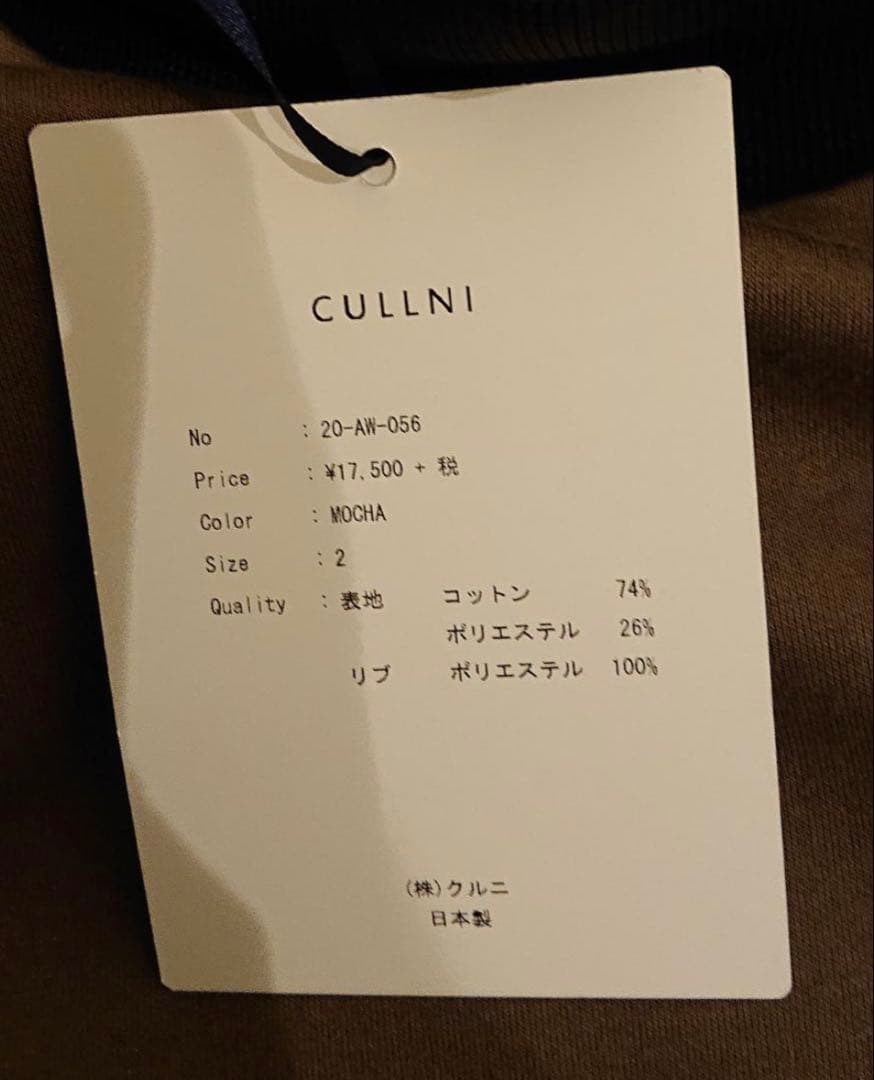 CULLNI
No : 20-AW-056
Price : ¥17,500 + 税
Color : MOCHA
Size : 2
Quality : 表地 コットン 74%
ポリエステル 26%
リブ ポリエステル 100%
(株)クルニ
日本製